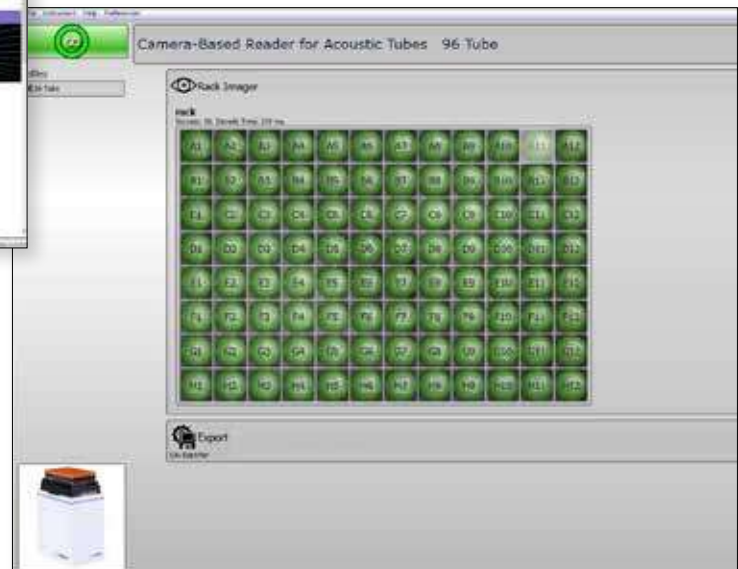 Instrument Help Preferences
Camera-Based Reader for Acoustic Tubes 96 Tube
Rack Imager
rack
A1 A2 A3 A4 A5 A6 A7 A8 A9 A10 A11 A12
B1 B2 B3 B4 B5 B6 B7 B8 B9 B10 B11 B12
C1 C2 C3 C4 C5 C6 C7 C8 C9 C10 C11 C12
D1 D2 D3 D4 D5 D6 D7 D8 D9 D10 D11 D12
E1 E2 E3 E4 E5 E6 E7 E8 E9 E10 E11 E12
F1 F2 F3 F4 F5 F6 F7 F8 F9 F10 F11 F12
G1 G2 G3 G4 G5 G6 G7 G8 G9 G10 G11 G12
H1 H2 H3 H4 H5 H6 H7 H8 H9 H10 H11 H12
Export